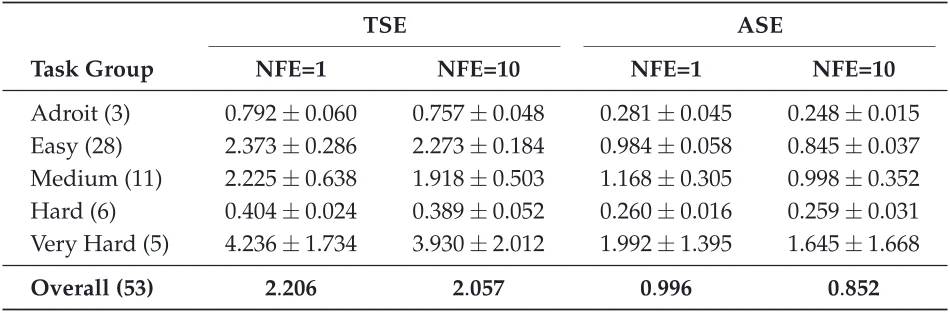 TSE ASE
Task Group NFE=1 NFE=10 NFE=1 NFE=10
Adroit (3) 0.792 ± 0.060 0.757 ± 0.048 0.281 ± 0.045 0.248 ± 0.015
Easy (28) 2.373 ± 0.286 2.273 ± 0.184 0.984 ± 0.058 0.845 ± 0.037
Medium (11) 2.225 ± 0.638 1.918 ± 0.503 1.168 ± 0.305 0.998 ± 0.352
Hard (6) 0.404 ± 0.024 0.389 ± 0.052 0.260 ± 0.016 0.259 ± 0.031
Very Hard (5) 4.236 ± 1.734 3.930 ± 2.012 1.992 ± 1.395 1.645 ± 1.668
Overall (53) 2.206 2.057 0.996 0.852